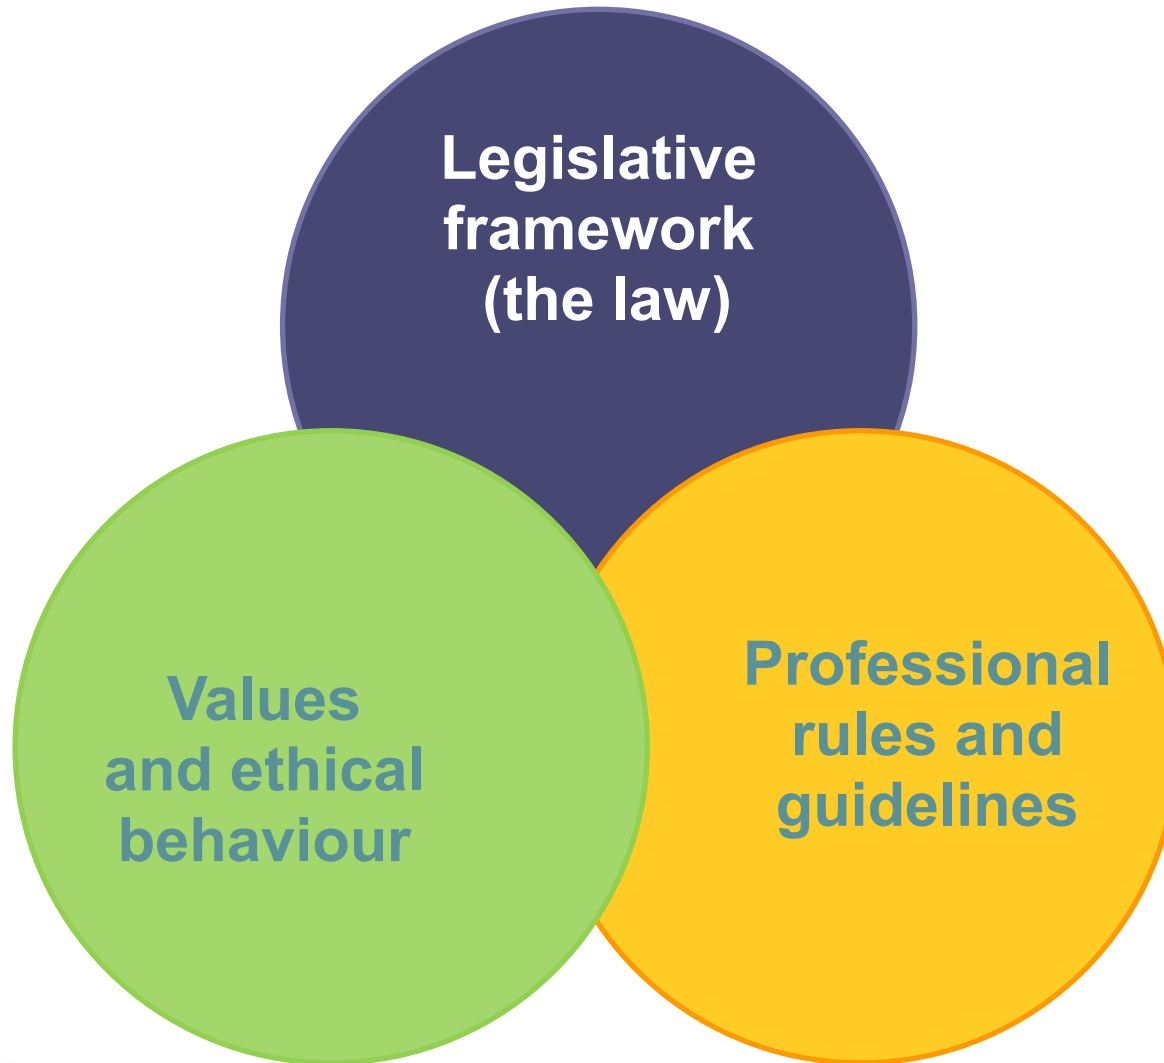 Legislative
framework
(the law)
Values
and ethical
behaviour
Professional
rules and
guidelines